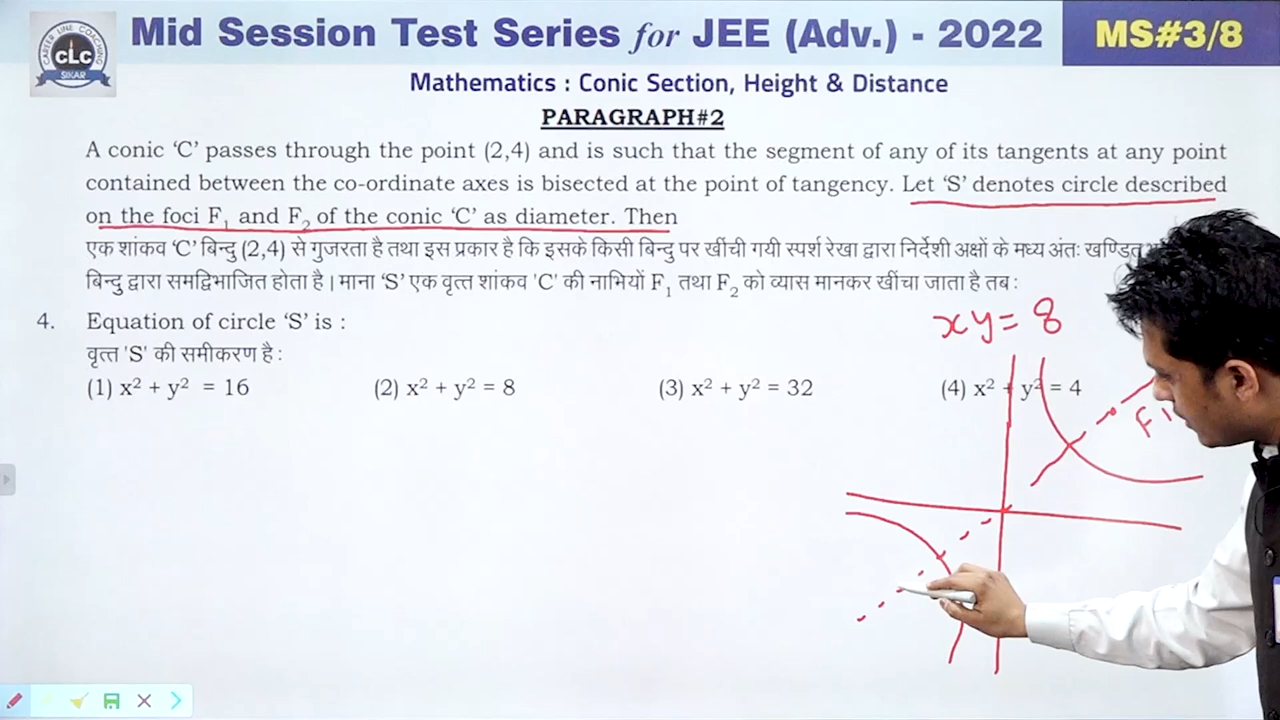 CAREER LINE COACHING
CLC
SIKAR
Mid Session Test Series for JEE (Adv.) - 2022
MS#3/8
Mathematics : Conic Section, Height & Distance
PARAGRAPH#2
A conic ‘C’ passes through the point (2,4) and is such that the segment of any of its tangents at any point
contained between the co-ordinate axes is bisected at the point of tangency. Let ‘S’ denotes circle described
on the foci F₁ and F₂ of the conic ‘C’ as diameter. Then
एक शांकव ‘C’ बिन्दु (2,4) से गुजरता है तथा इस प्रकार है कि इसके किसी बिन्दु पर खींची गयी स्पर्श रेखा द्वारा निर्देशी अक्षों के मध्य अंतः खण्डित
बिन्दु द्वारा समद्विभाजित होता है। माना ‘S’ एक वृत्त शांकव 'C' की नाभियों F₁ तथा F₂ को व्यास मानकर खींचा जाता है तब :
xy = 8
4. Equation of circle ‘S’ is :
वृत्त 'S' की समीकरण है :
(1) x² + y² = 16 (2) x² + y² = 8 (3) x² + y² = 32 (4) x² + y² = 4
F₁